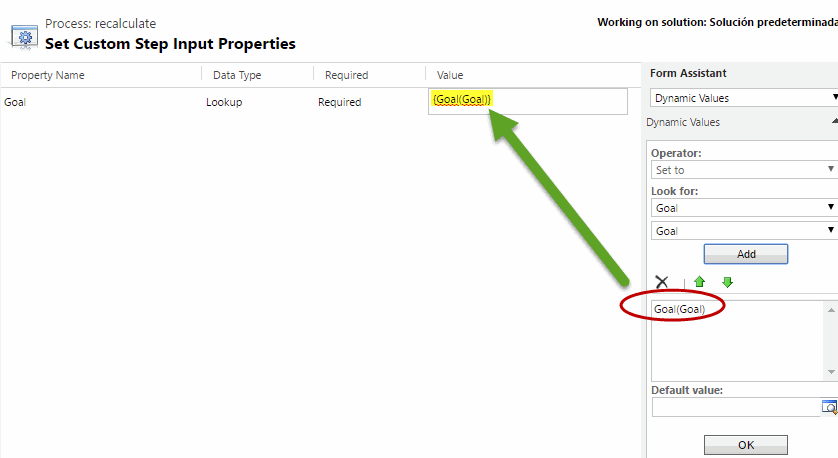 Process: recalculate
Working on solution: Solución predeterminada
Set Custom Step Input Properties
Property Name Data Type Required Value
Goal Lookup Required {Goal(Goal)}
Form Assistant
Dynamic Values
Dynamic Values
Operator:
Set to
Look for:
Goal
Goal
Add
Goal(Goal)
Default value:
OK